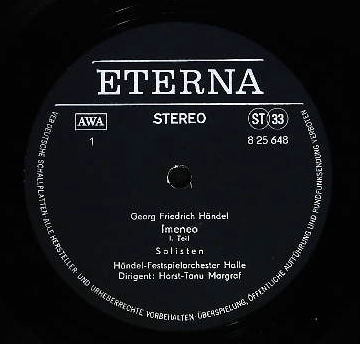 ETERNA
AWA STEREO ST 33
1 8 25 648
Georg Friedrich Händel
Imeneo
I. Teil
Solisten
Händel-Festspielorchester Halle
Dirigent: Horst-Tanu Margraf
VEB DEUTSCHE SCHALLPLATTEN ALLE HERSTELLER- UND URHEBERRECHTE VORBEHALTEN ÜBERSPIELUNG, ÖFFENTLICHE AUFFÜHRUNG UND RUNDFUNKSENDUNG VERBOTEN